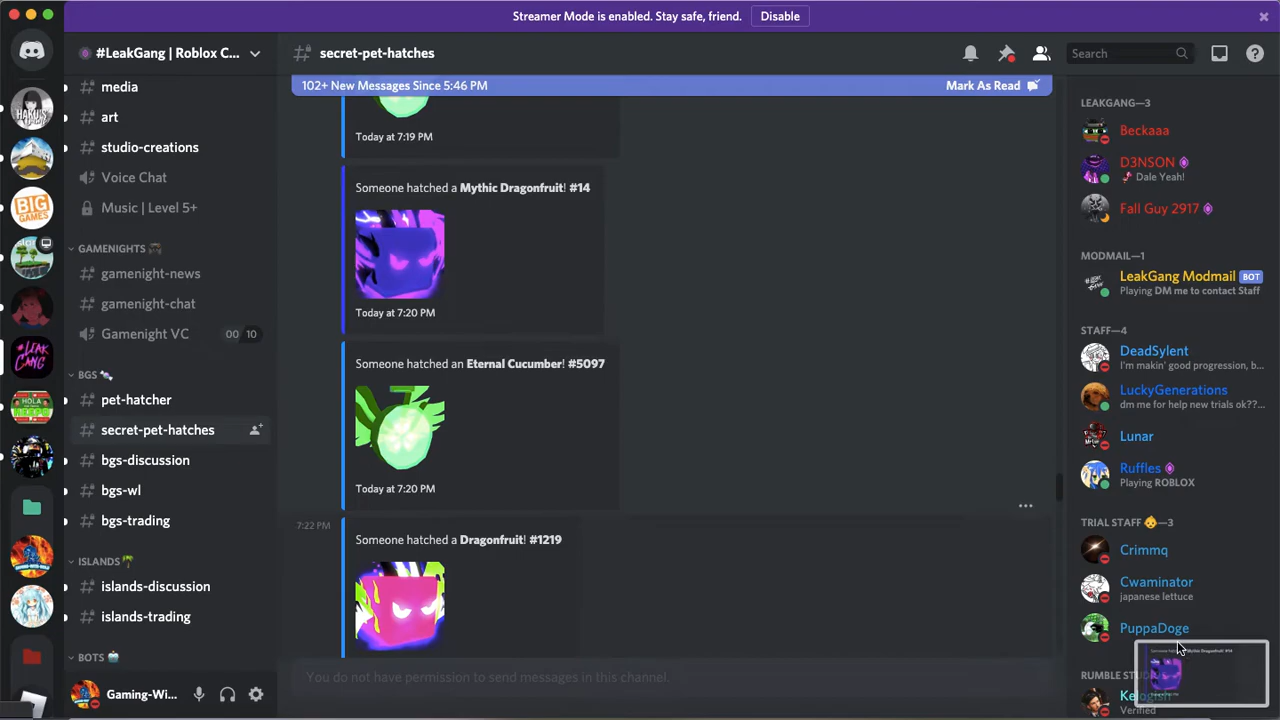 Streamer Mode is enabled. Stay safe, friend.
Disable
#LeakGang | Roblox C...
media
art
studio-creations
Voice Chat
Music | Level 5+
GAMENIGHTS
gamenight-news
gamenight-chat
Gamenight VC
00 10
BGS
pet-hatcher
secret-pet-hatches
bgs-discussion
bgs-wl
bgs-trading
ISLANDS
islands-discussion
islands-trading
BOTS
Gaming-Wi...
HAKU'S
BIG
GAMES
LEAK
GANG
HOLA
secret-pet-hatches
Search
102+ New Messages Since 5:46 PM
Mark As Read
Today at 7:19 PM
Someone hatched a Mythic Dragonfruit! #14
Today at 7:20 PM
Someone hatched an Eternal Cucumber! #5097
Today at 7:20 PM
7:22 PM
Someone hatched a Dragonfruit! #1219
You do not have permission to send messages in this channel.
LEAKGANG—3
Beckaaa
D3NSON
Dale Yeah!
Fall Guy 2917
MODMAIL—1
LeakGang Modmail BOT
Playing DM me to contact Staff
STAFF—4
DeadSylent
I'm makin' good progression, b...
LuckyGenerations
dm me for help new trials ok??...
Lunar
Ruffles
Playing ROBLOX
TRIAL STAFF —3
Crimmq
Cwaminator
japanese lettuce
PuppaDoge
RUMBLE STUD
Verified